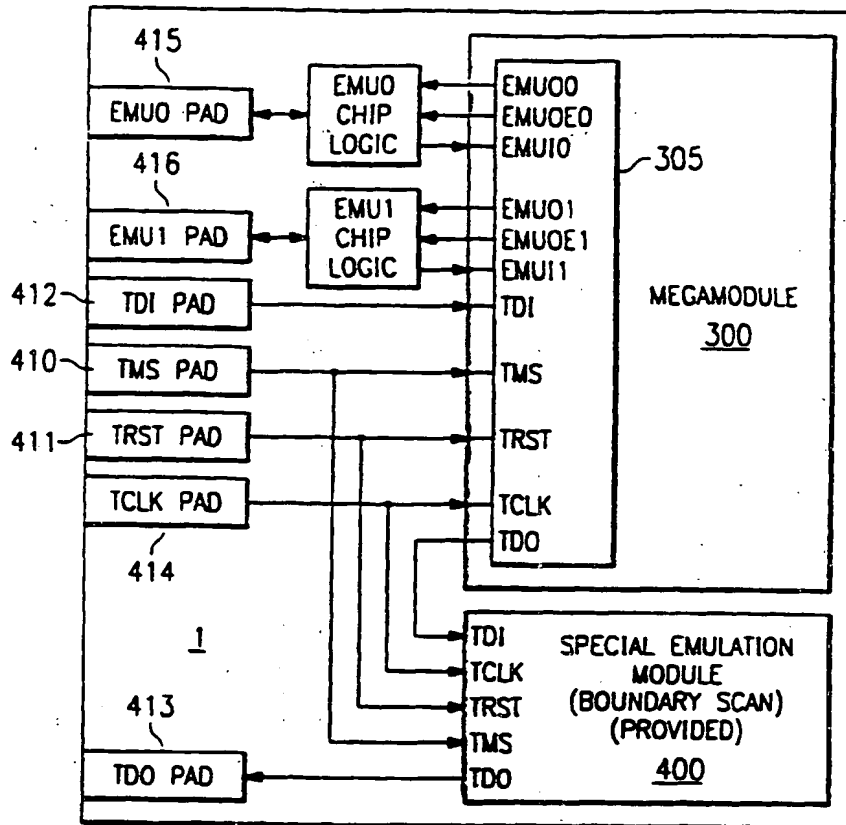 415
EMU0 PAD
EMU0
CHIP
LOGIC
EMUO0
EMUOE0
EMUI0
305
416
EMU1 PAD
EMU1
CHIP
LOGIC
EMUO1
EMUOE1
EMUI1
MEGAMODULE
300
412
TDI PAD
TDI
410
TMS PAD
TMS
411
TRST PAD
TRST
TCLK PAD
TCLK
414
TDO
1
TDI
TCLK
TRST
TMS
TDO
SPECIAL EMULATION
MODULE
(BOUNDARY SCAN)
(PROVIDED)
400
413
TDO PAD